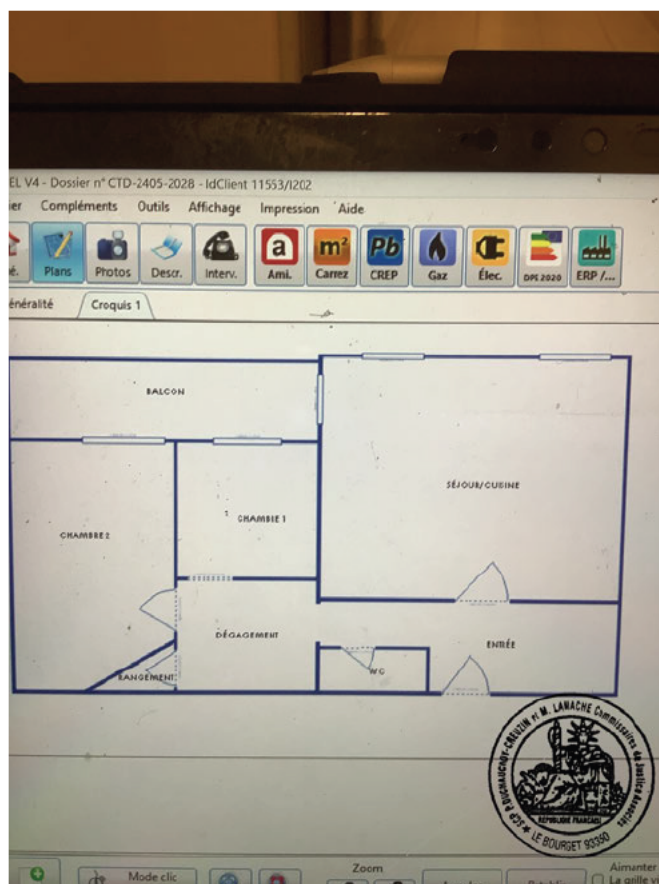 EL V4 - Dossier n° CTD-2405-2028 - IdClient 11553/I202
ier Compléments Outils Affichage Impression Aide
né. Plans Photos Descr. Interv. Ami. Carrez CREP Gaz Élec. DPE 2020 ERP /...
a m² Pb
énéralité Croquis 1
BALCON
SÉJOUR/CUISINE
CHAMBRE 1
CHAMBRE 2
DÉGAGEMENT
ENTRÉE
RANGEMENT
WC
SCP P. DUCHAUCHOY-CREUZIN et M. LANACHE Commissaires de Justice Associés
RÉPUBLIQUE FRANÇAISE
LE BOURGET 93350
Zoom
Mode clic
Aimanter
La grille vi